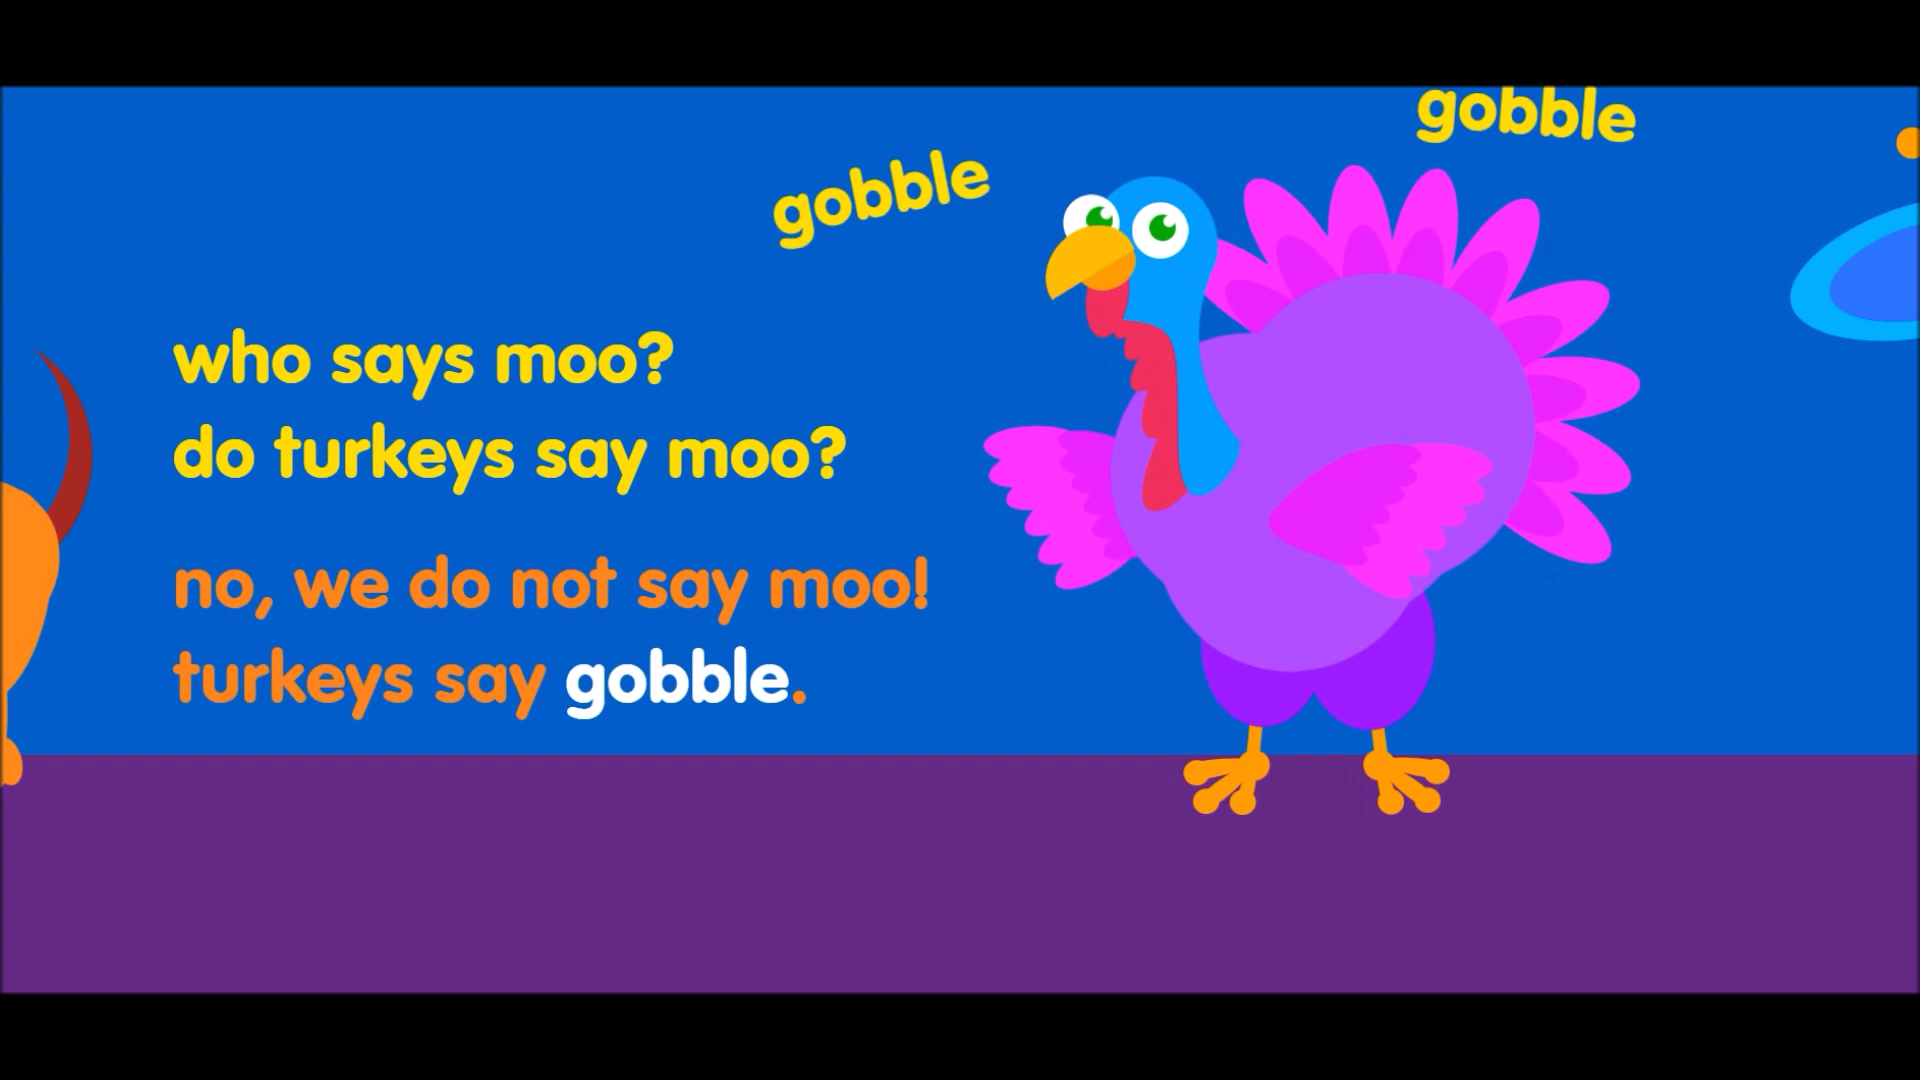 gobble
gobble
who says moo?
do turkeys say moo?
no, we do not say moo!
turkeys say gobble.